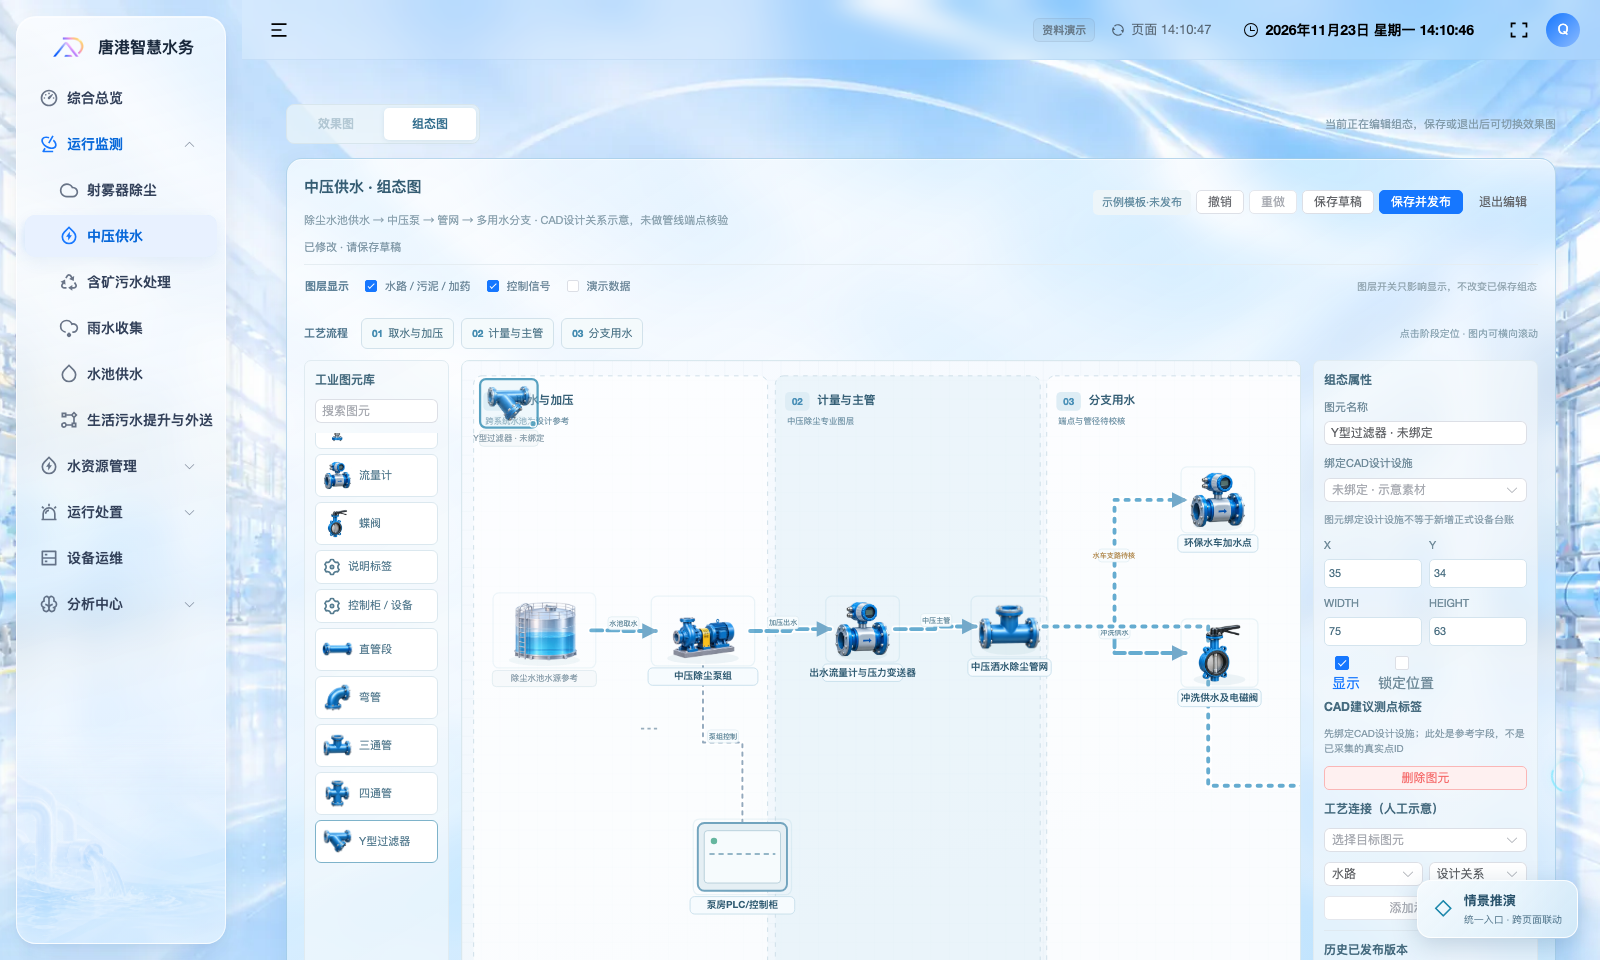 唐港智慧水务
综合总览
运行监测
射雾器除尘
中压供水
含矿污水处理
雨水收集
水池供水
生活污水提升与外送
水资源管理
运行处置
设备运维
分析中心
资料演示
页面 14:10:47
2026年11月23日 星期一 14:10:46
Q
效果图
组态图
当前正在编辑组态，保存或退出后可切换效果图
中压供水 · 组态图
除尘水池供水 → 中压泵 → 管网 → 多用水分支 · CAD设计关系示意，未做管线端点核验
已修改 · 请保存草稿
示例模板·未发布
撤销
重做
保存草稿
保存并发布
退出编辑
图层显示
水路 / 污泥 / 加药
控制信号
演示数据
图层开关只影响显示，不改变已保存组态
工艺流程
01 取水与加压
02 计量与主管
03 分支用水
点击阶段定位 · 图内可横向滚动
工业图元库
搜索图元
流量计
蝶阀
说明标签
控制柜 / 设备
直管段
弯管
三通管
四通管
Y型过滤器
水与加压
设计参考
Y型过滤器 · 未绑定
02 计量与主管
中压除尘专业图层
03 分支用水
端点与管径待校核
除尘水池水源参考
水池取水
中压除尘泵组
加压出水
出水流量计与压力变送器
中压主管
中压洒水除尘管网
水车支路待核
环保水车加水点
冲洗供水
冲洗供水及电磁阀
泵组控制
泵房PLC/控制柜
组态属性
图元名称
Y型过滤器 · 未绑定
绑定CAD设计设施
未绑定 · 示意素材
图元绑定设计设施不等于新增正式设备台账
X
Y
35
34
WIDTH
HEIGHT
75
63
显示
锁定位置
CAD建议测点标签
先绑定CAD设计设施；此处是参考字段，不是
已采集的真实点ID
删除图元
工艺连接（人工示意）
选择目标图元
水路
设计关系
添加
历史已发布版本
情景推演
统一入口 · 跨页面联动